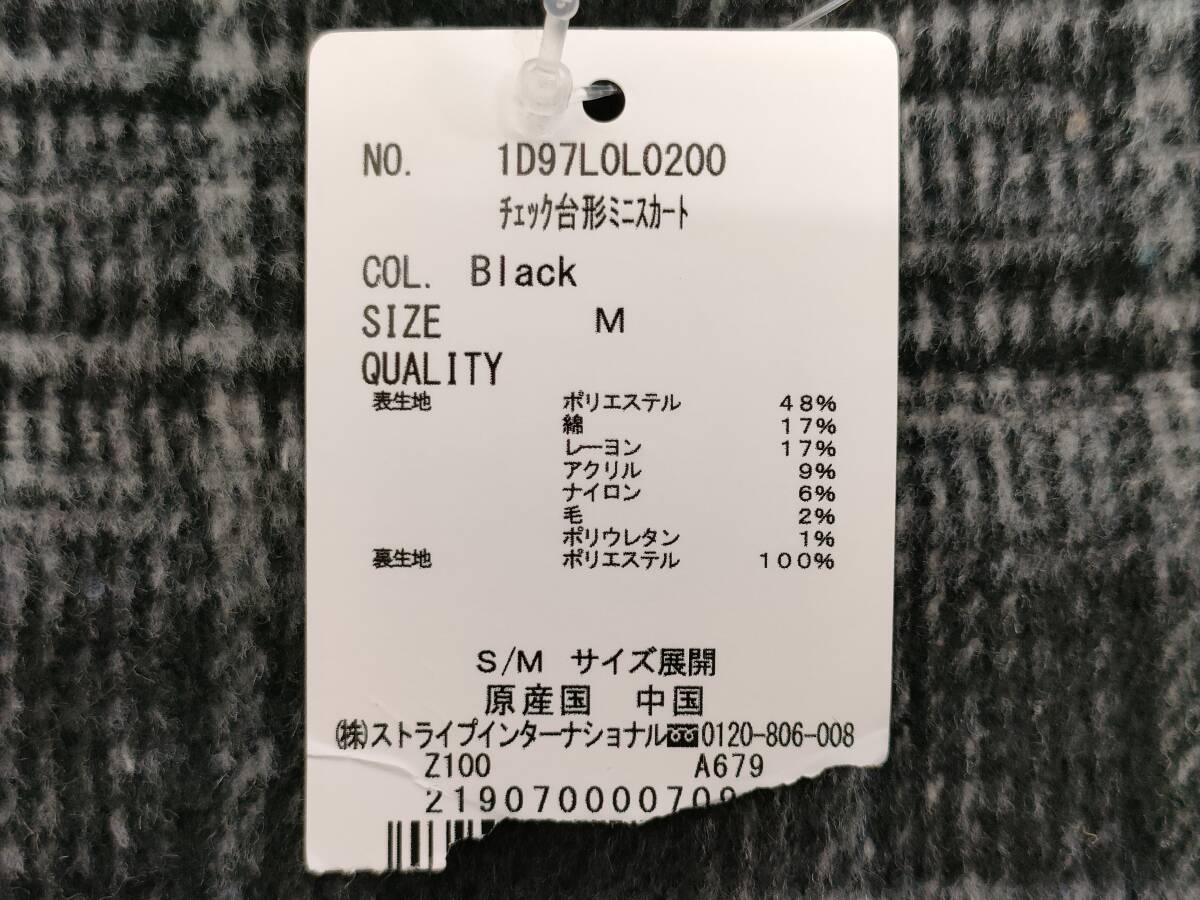 NO. 1D97L0L0200
チェック台形ミニスカート
COL. Black
SIZE M
QUALITY
表生地 ポリエステル 48%
綿 17%
レーヨン 17%
アクリル 9%
ナイロン 6%
毛 2%
ポリウレタン 1%
裏生地 ポリエステル 100%
S/M サイズ展開
原産国 中国
㈱ストライプインターナショナル 0120-806-008
Z100 A679
219070000709